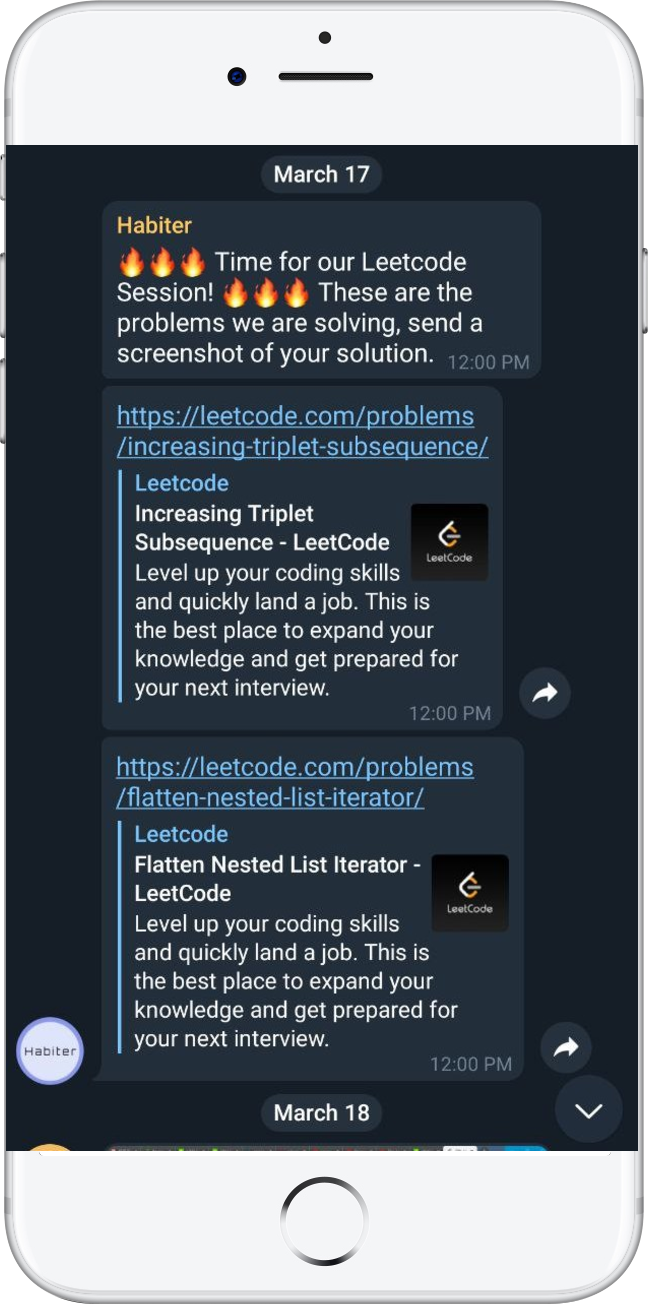 March 17
Habiter
🔥🔥🔥 Time for our Leetcode
Session! 🔥🔥🔥 These are the
problems we are solving, send a
screenshot of your solution. 12:00 PM
https://leetcode.com/problems
/increasing-triplet-subsequence/
Leetcode
Increasing Triplet
Subsequence - LeetCode
LeetCode
Level up your coding skills
and quickly land a job. This is
the best place to expand your
knowledge and get prepared for
your next interview.
12:00 PM
https://leetcode.com/problems
/flatten-nested-list-iterator/
Leetcode
Flatten Nested List Iterator -
LeetCode
LeetCode
Level up your coding skills
and quickly land a job. This is
the best place to expand your
knowledge and get prepared for
your next interview.
Habiter
12:00 PM
March 18